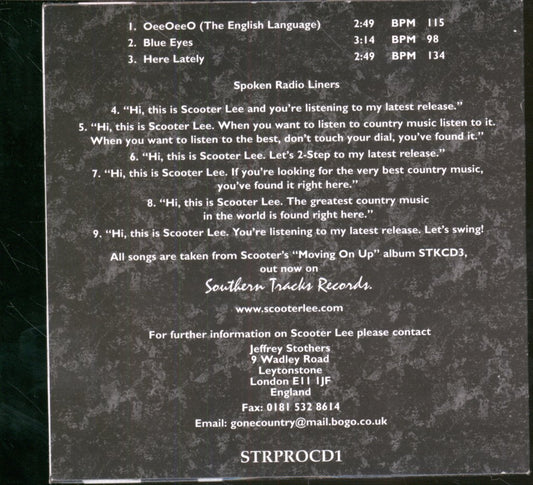 1. OeeOeeO (The English Language) 2:49 BPM 115
2. Blue Eyes 3:14 BPM 98
3. Here Lately 2:49 BPM 134
Spoken Radio Liners
4. “Hi, this is Scooter Lee and you’re listening to my latest release.”
5. “Hi, this is Scooter Lee. When you want to listen to country music listen to it.
When you want to listen to the best, don’t touch your dial, you’ve found it.”
6. “Hi, this is Scooter Lee. Let’s 2-Step to my latest release.”
7. “Hi, this is Scooter Lee. If you’re looking for the very best country music,
you’ve found it right here.”
8. “Hi, this is Scooter Lee. The greatest country music
in the world is found right here.”
9. “Hi, this is Scooter Lee. You’re listening to my latest release. Let’s swing!
All songs are taken from Scooter’s “Moving On Up” album STKCD3,
out now on
Southern Tracks Records.
www.scooterlee.com
For further information on Scooter Lee please contact
Jeffrey Stothers
9 Wadley Road
Leytonstone
London E11 1JF
England
Fax: 0181 532 8614
Email: gonecountry@mail.bogo.co.uk
STRPROCD1